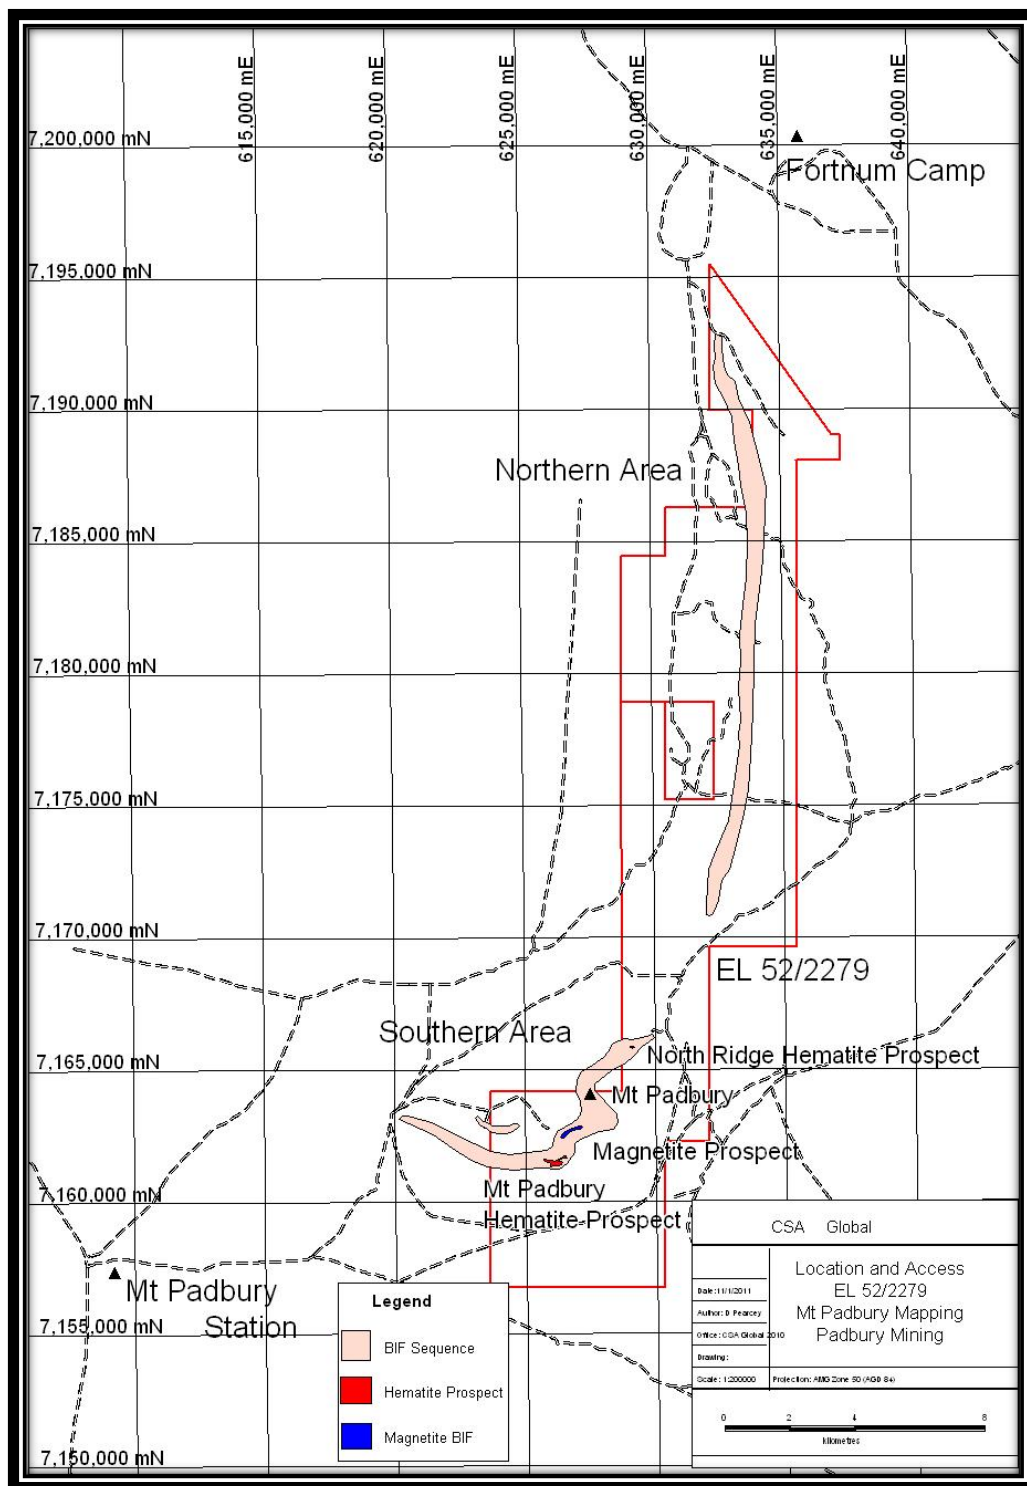 615,000 mE
620,000 mE
625,000 mE
630,000 mE
635,000 mE
640,000 mE
7,200,000 mN
Fortnum Camp
7,195,000 mN
7,190,000 mN
Northern Area
7,185,000 mN
7,180,000 mN
7,175,000 mN
7,170,000 mN
EL 52/2279
Southern Area
North Ridge Hematite Prospect
7,165,000 mN
Mt Padbury
Magnetite Prospect
7,160,000 mN
Mt Padbury
Hematite Prospect
Mt Padbury
Station
7,155,000 mN
7,150,000 mN
Legend
BIF Sequence
Hematite Prospect
Magnetite BIF
CSA Global
Location and Access
EL 52/2279
Mt Padbury Mapping
Padbury Mining
Date: 11/1/2011
Author: D Pearcey
Office: CSA Global 2010
Drawing:
Scale: 1:200000
Projection: AMG Zone 50 (AGD 84)
0 2 4 8
kilometres